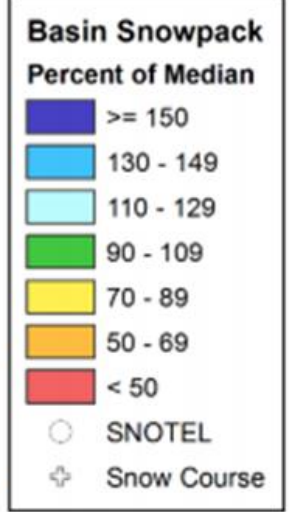 Basin Snowpack
Percent of Median
>= 150
130 - 149
110 - 129
90 - 109
70 - 89
50 - 69
< 50
SNOTEL
Snow Course